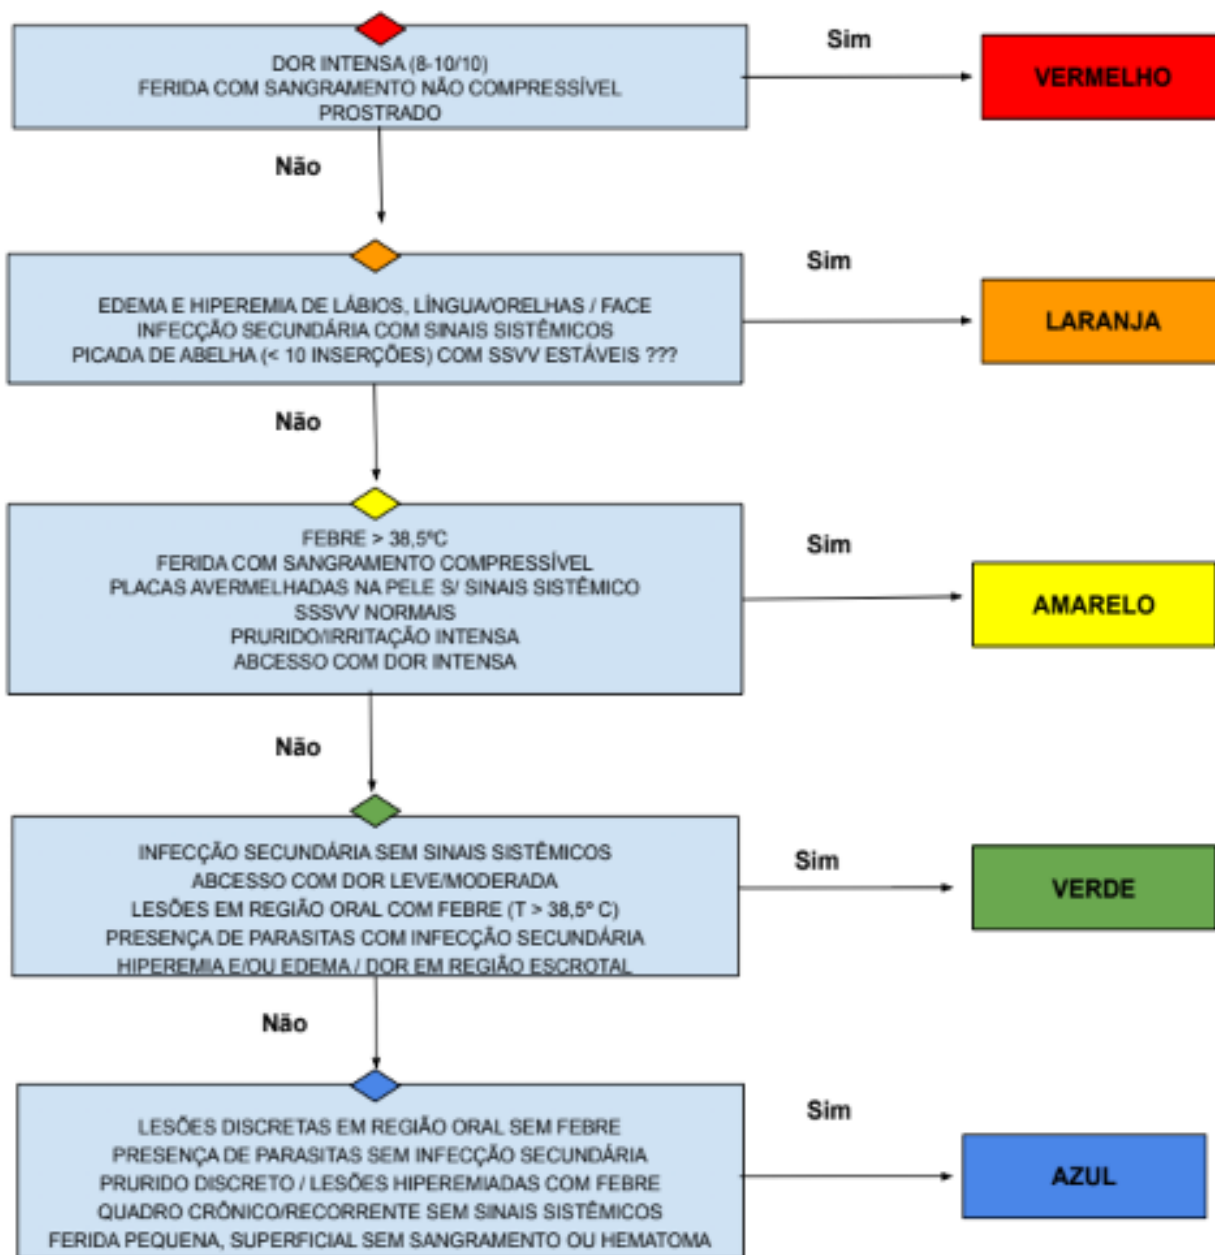 DOR INTENSA (8-10/10)
FERIDA COM SANGRAMENTO NÃO COMPRESSÍVEL
PROSTRADO
Sim
VERMELHO
Não
EDEMA E HIPEREMIA DE LÁBIOS, LÍNGUA/ORELHAS / FACE
INFECÇÃO SECUNDÁRIA COM SINAIS SISTÊMICOS
PICADA DE ABELHA (< 10 INSERÇÕES) COM SSVV ESTÁVEIS ???
Sim
LARANJA
Não
FEBRE > 38,5ºC
FERIDA COM SANGRAMENTO COMPRESSÍVEL
PLACAS AVERMELHADAS NA PELE S/ SINAIS SISTÊMICO
SSSVV NORMAIS
PRURIDO/IRRITAÇÃO INTENSA
ABCESSO COM DOR INTENSA
Sim
AMARELO
Não
INFECÇÃO SECUNDÁRIA SEM SINAIS SISTÊMICOS
ABCESSO COM DOR LEVE/MODERADA
LESÕES EM REGIÃO ORAL COM FEBRE (T > 38,5º C)
PRESENÇA DE PARASITAS COM INFECÇÃO SECUNDÁRIA
HIPEREMIA E/OU EDEMA / DOR EM REGIÃO ESCROTAL
Sim
VERDE
Não
LESÕES DISCRETAS EM REGIÃO ORAL SEM FEBRE
PRESENÇA DE PARASITAS SEM INFECÇÃO SECUNDÁRIA
PRURIDO DISCRETO / LESÕES HIPEREMIADAS COM FEBRE
QUADRO CRÔNICO/RECORRENTE SEM SINAIS SISTÊMICOS
FERIDA PEQUENA, SUPERFICIAL SEM SANGRAMENTO OU HEMATOMA
Sim
AZUL